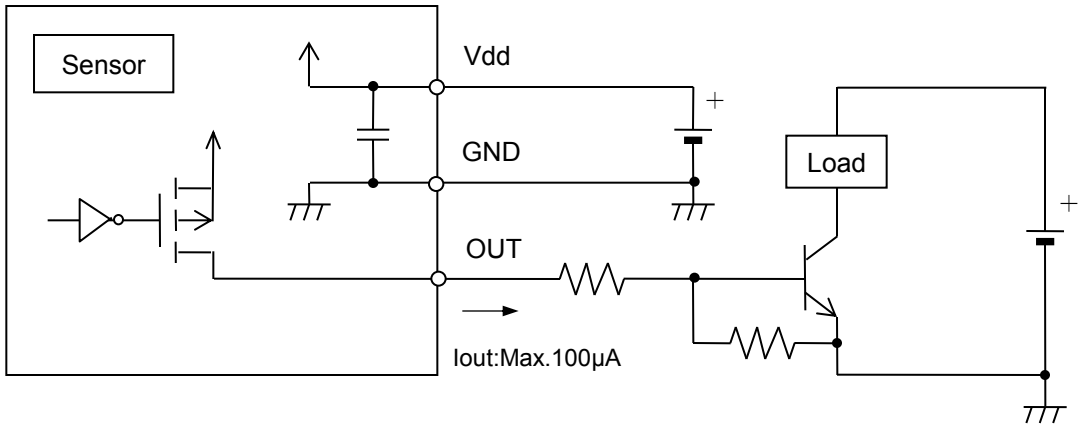 Sensor
Vdd
+
GND
Load
+
OUT
Iout:Max.100µA